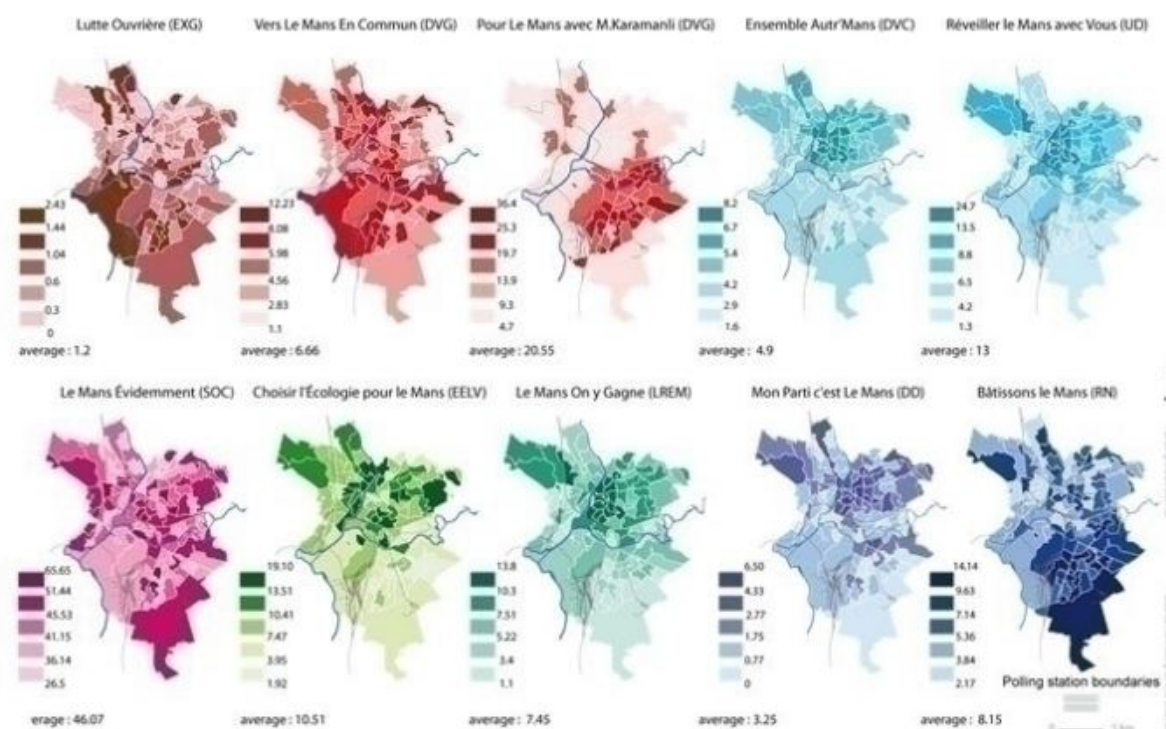 Lutte Ouvrière (EXG)
2.43
1.44
1.04
0.6
0.3
0
average : 1.2
Vers Le Mans En Commun (DVG)
12.23
8.08
5.98
4.56
2.83
1.1
average : 6.66
Pour Le Mans avec M.Karamanli (DVG)
36.4
25.3
19.7
13.9
9.3
4.7
average : 20.55
Ensemble Autr'Mans (DVC)
8.2
6.7
5.4
4.2
2.9
1.6
average : 4.9
Réveiller le Mans avec Vous (UD)
24.7
13.5
8.8
6.5
4.2
1.3
average : 13
Le Mans Évidemment (SOC)
65.65
51.44
45.53
41.15
36.14
26.5
erage : 46.07
Choisir l'Écologie pour le Mans (EELV)
19.10
13.51
10.41
7.47
3.95
1.92
average : 10.51
Le Mans On y Gagne (LREM)
13.8
10.3
7.51
5.22
3.4
1.1
average : 7.45
Mon Parti c'est Le Mans (DD)
6.50
4.33
2.77
1.75
0.77
0
average : 3.25
Bâtissons le Mans (RN)
14.14
9.63
7.14
5.36
3.84
2.17
average : 8.15
Polling station boundaries